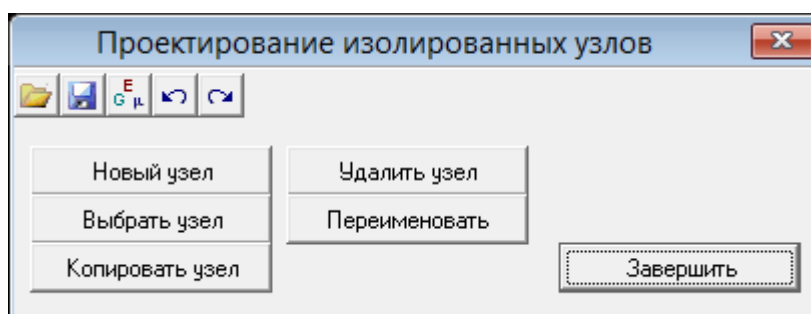 Проектирование изолированных узлов
E
G μ
Новый узел Удалить узел
Выбрать узел Переименовать
Копировать узел Завершить